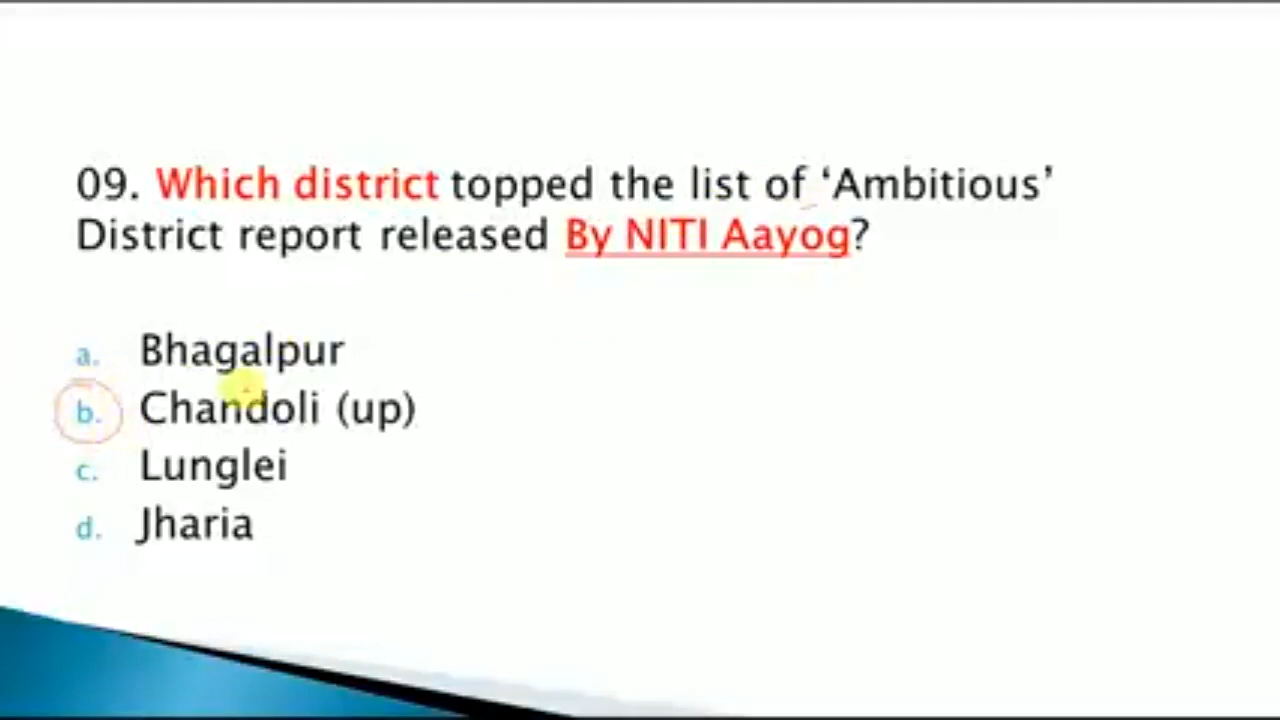 09. Which district topped the list of ‘Ambitious’
District report released By NITI Aayog?
a. Bhagalpur
b. Chandoli (up)
c. Lunglei
d. Jharia